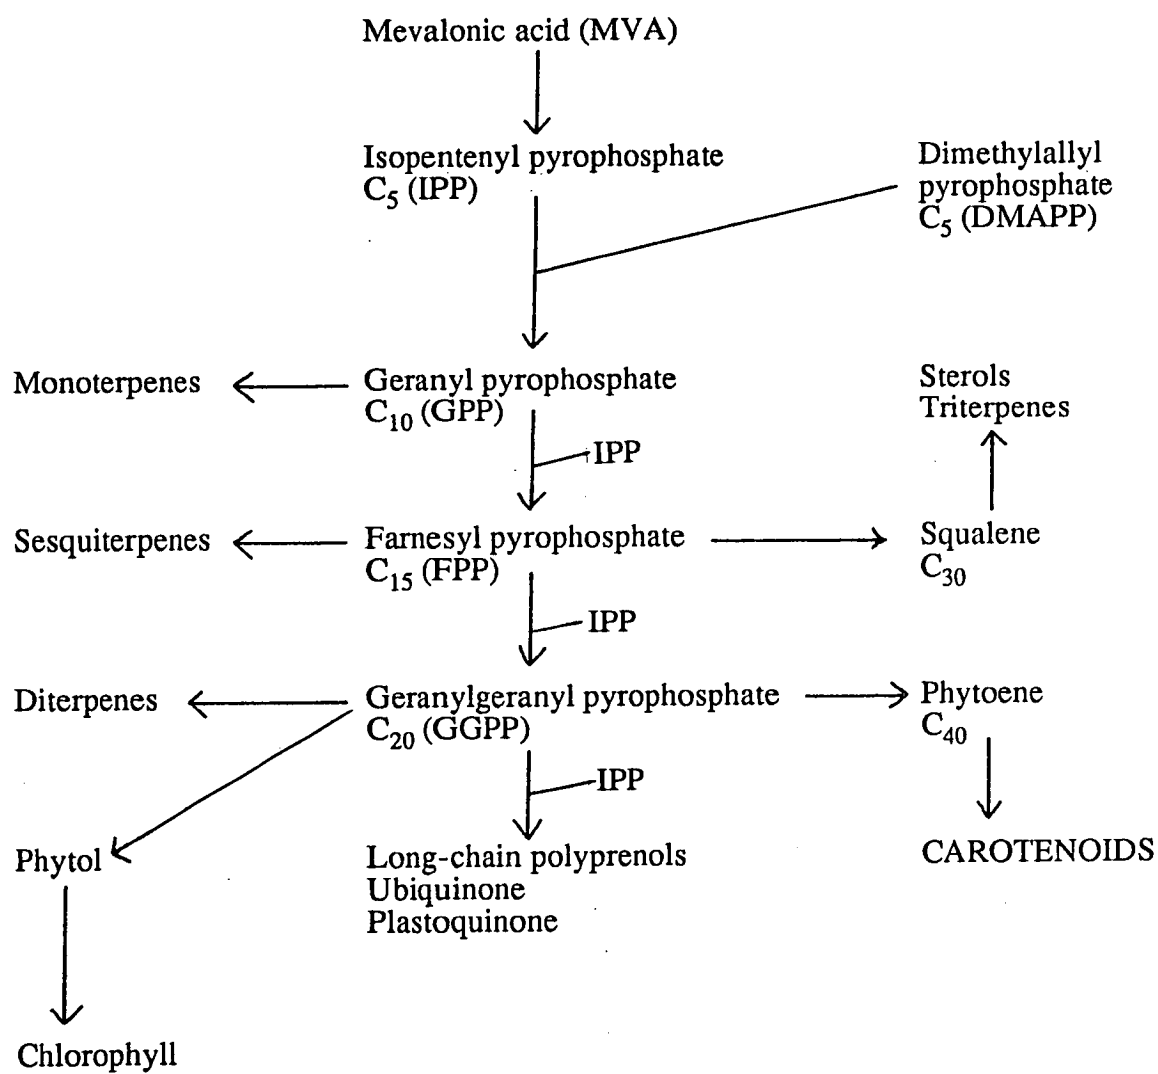 Mevalonic acid (MVA)
Isopentenyl pyrophosphate
C5 (IPP)
Dimethylallyl
pyrophosphate
C5 (DMAPP)
Monoterpenes
Geranyl pyrophosphate
C10 (GPP)
Sterols
Triterpenes
IPP
Sesquiterpenes
Farnesyl pyrophosphate
C15 (FPP)
Squalene
C30
IPP
Diterpenes
Geranylgeranyl pyrophosphate
C20 (GGPP)
Phytoene
C40
IPP
Phytol
Long-chain polyprenols
Ubiquinone
Plastoquinone
CAROTENOIDS
Chlorophyll